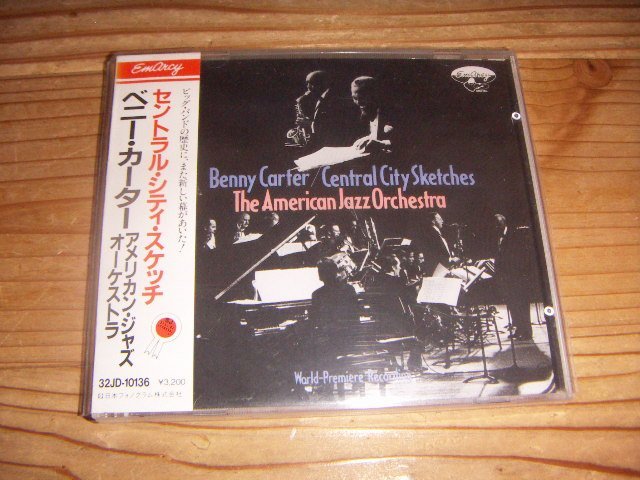 EmArcy
ビッグ・バンドの歴史に、また新しい幕があいた!
セントラル・シティ・スケッチ
ベニー・カーター
アメリカン・ジャズ
オーケストラ
32JD-10136 ¥3,200
日本フォノグラム株式会社
EmArcy
Benny Carter / Central City Sketches
The American Jazz Orchestra
World-Premiere Recording